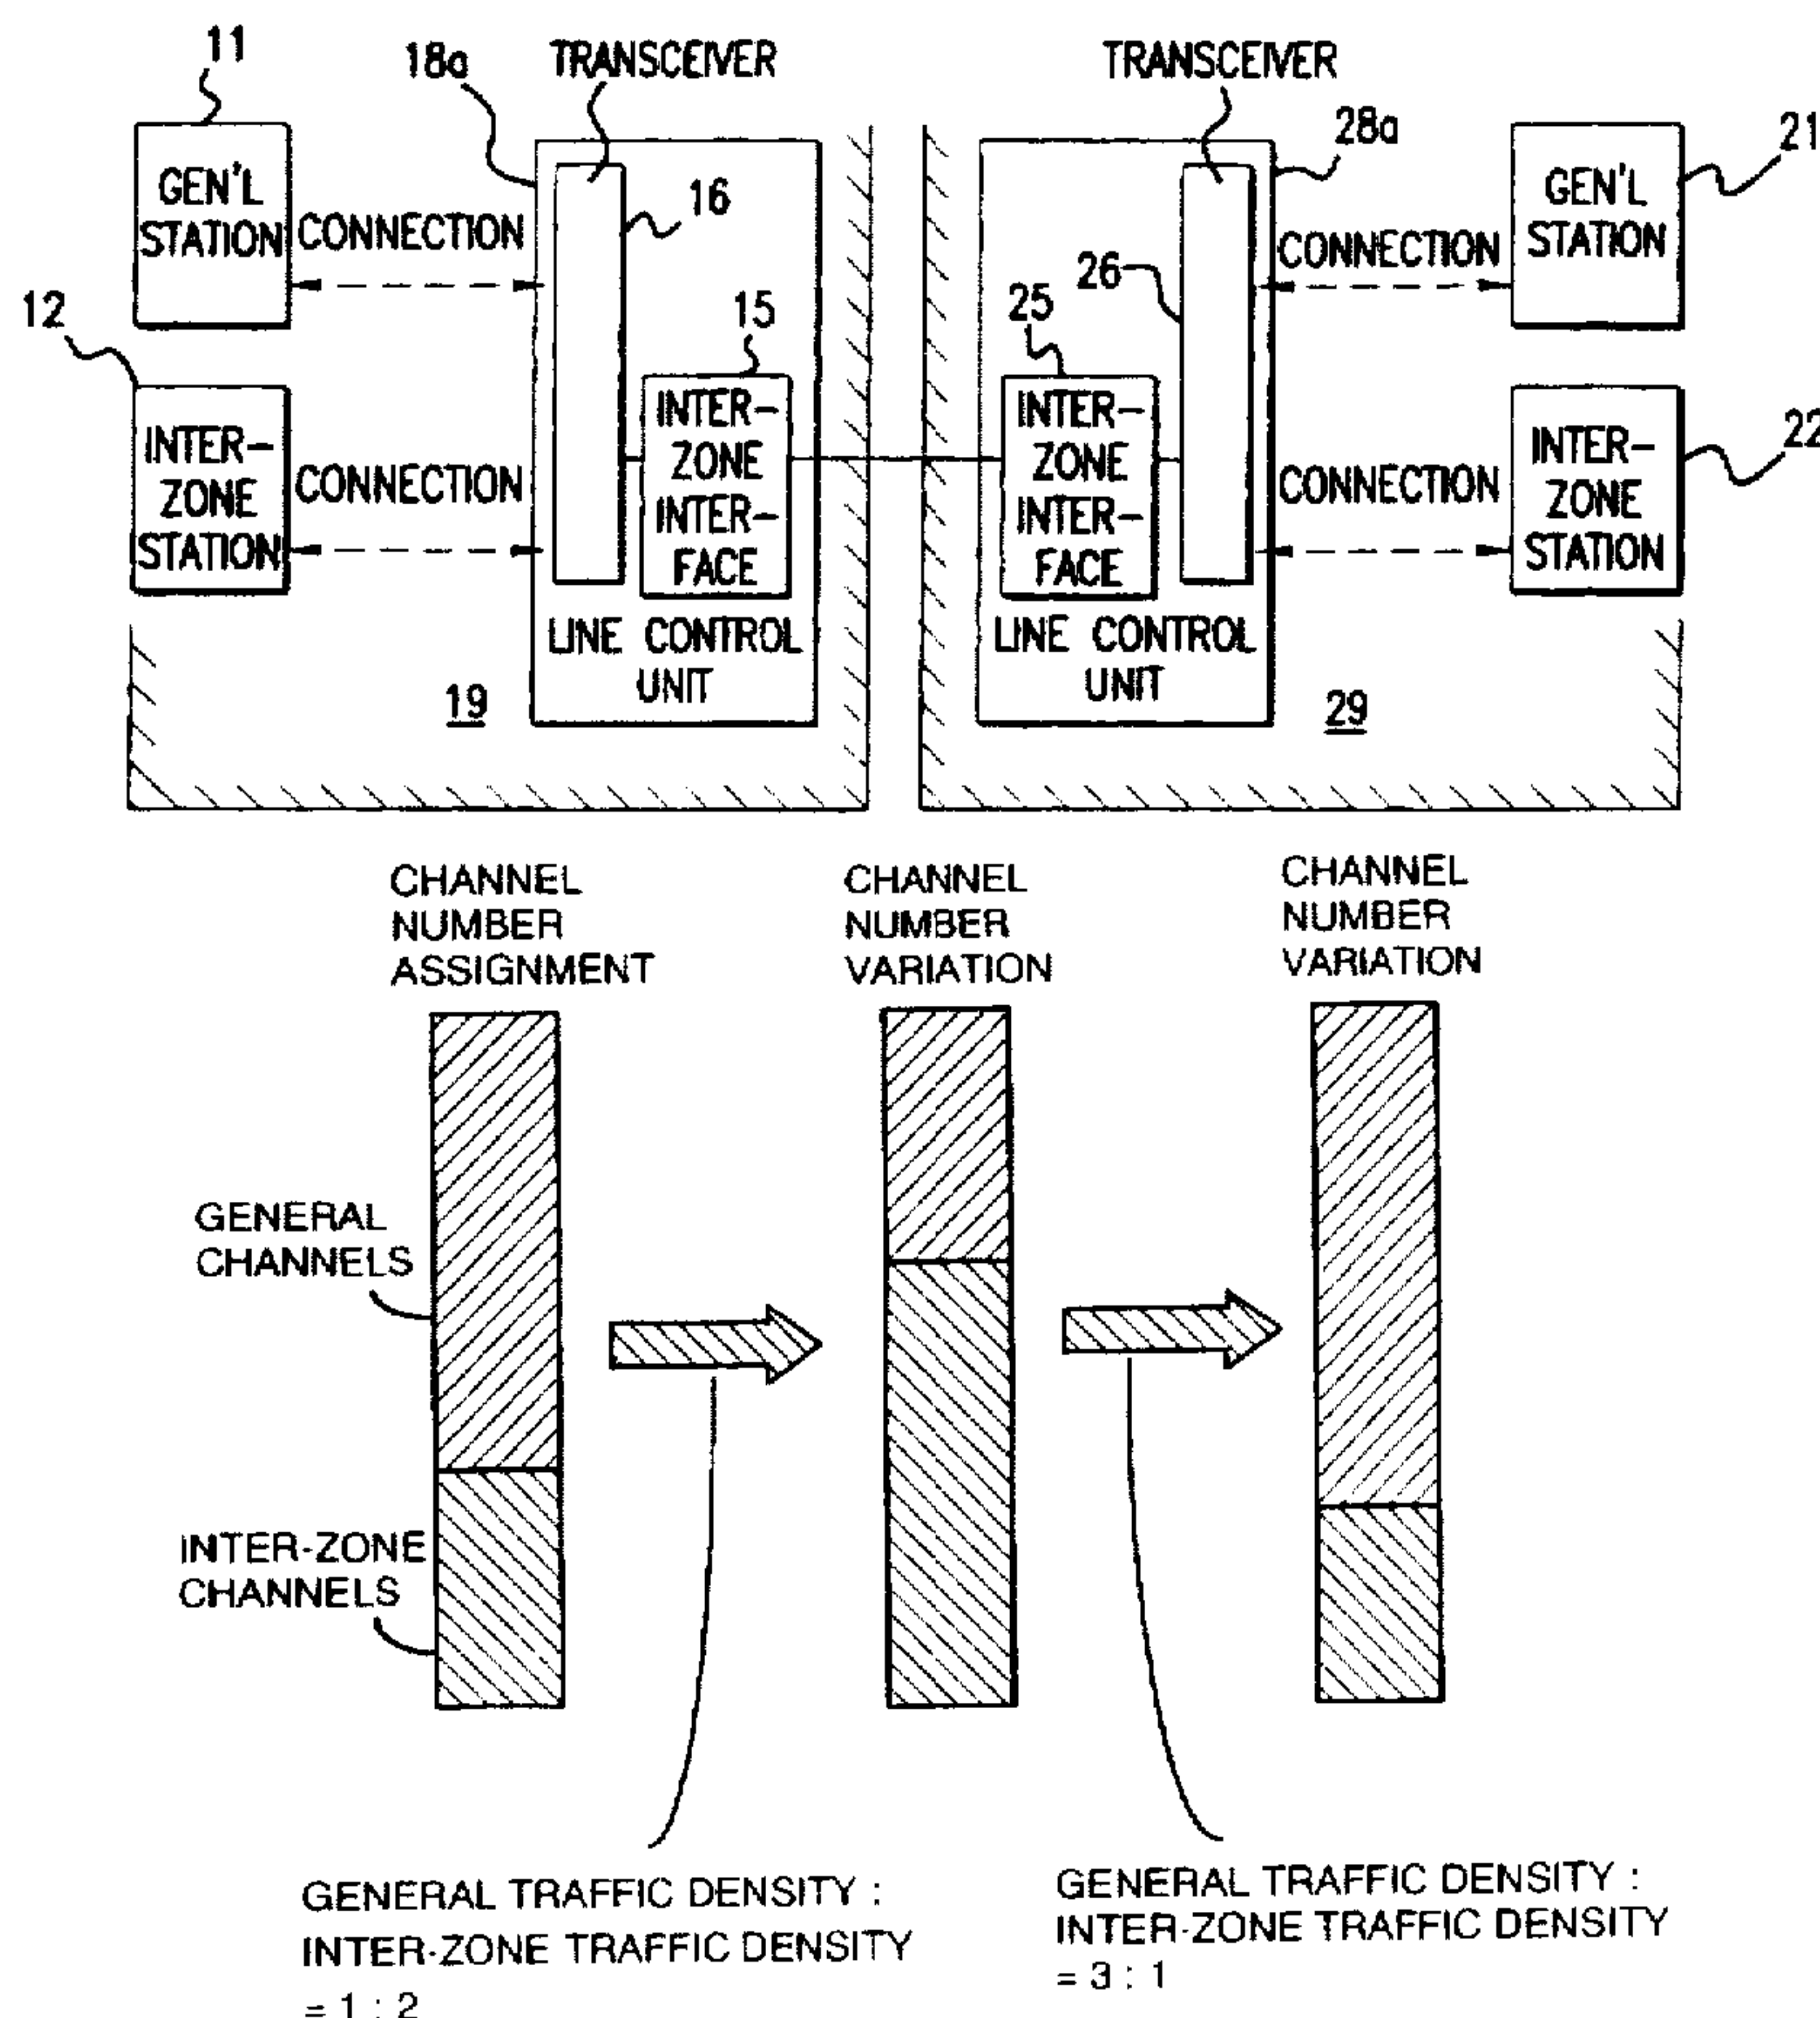 11
18a
TRANSCEIVER
TRANSCEIVER
28a
21
GEN'L
STATION
CONNECTION
16
26
CONNECTION
GEN'L
STATION
12
15
25
INTER-
ZONE
STATION
CONNECTION
INTER-
ZONE
INTER-
FACE
INTER-
ZONE
INTER-
FACE
CONNECTION
INTER-
ZONE
STATION
22
LINE CONTROL
UNIT
LINE CONTROL
UNIT
19
29
CHANNEL
NUMBER
ASSIGNMENT
CHANNEL
NUMBER
VARIATION
CHANNEL
NUMBER
VARIATION
GENERAL
CHANNELS
INTER-ZONE
CHANNELS
GENERAL TRAFFIC DENSITY :
INTER-ZONE TRAFFIC DENSITY
= 1 : 2
GENERAL TRAFFIC DENSITY :
INTER-ZONE TRAFFIC DENSITY
= 3 : 1